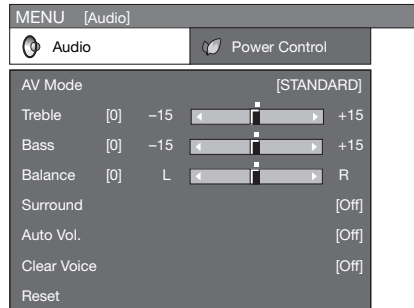 MENU [Audio]
Audio Power Control
AV Mode [STANDARD]
Treble [0] –15 +15
Bass [0] –15 +15
Balance [0] L R
Surround [Off]
Auto Vol. [Off]
Clear Voice [Off]
Reset